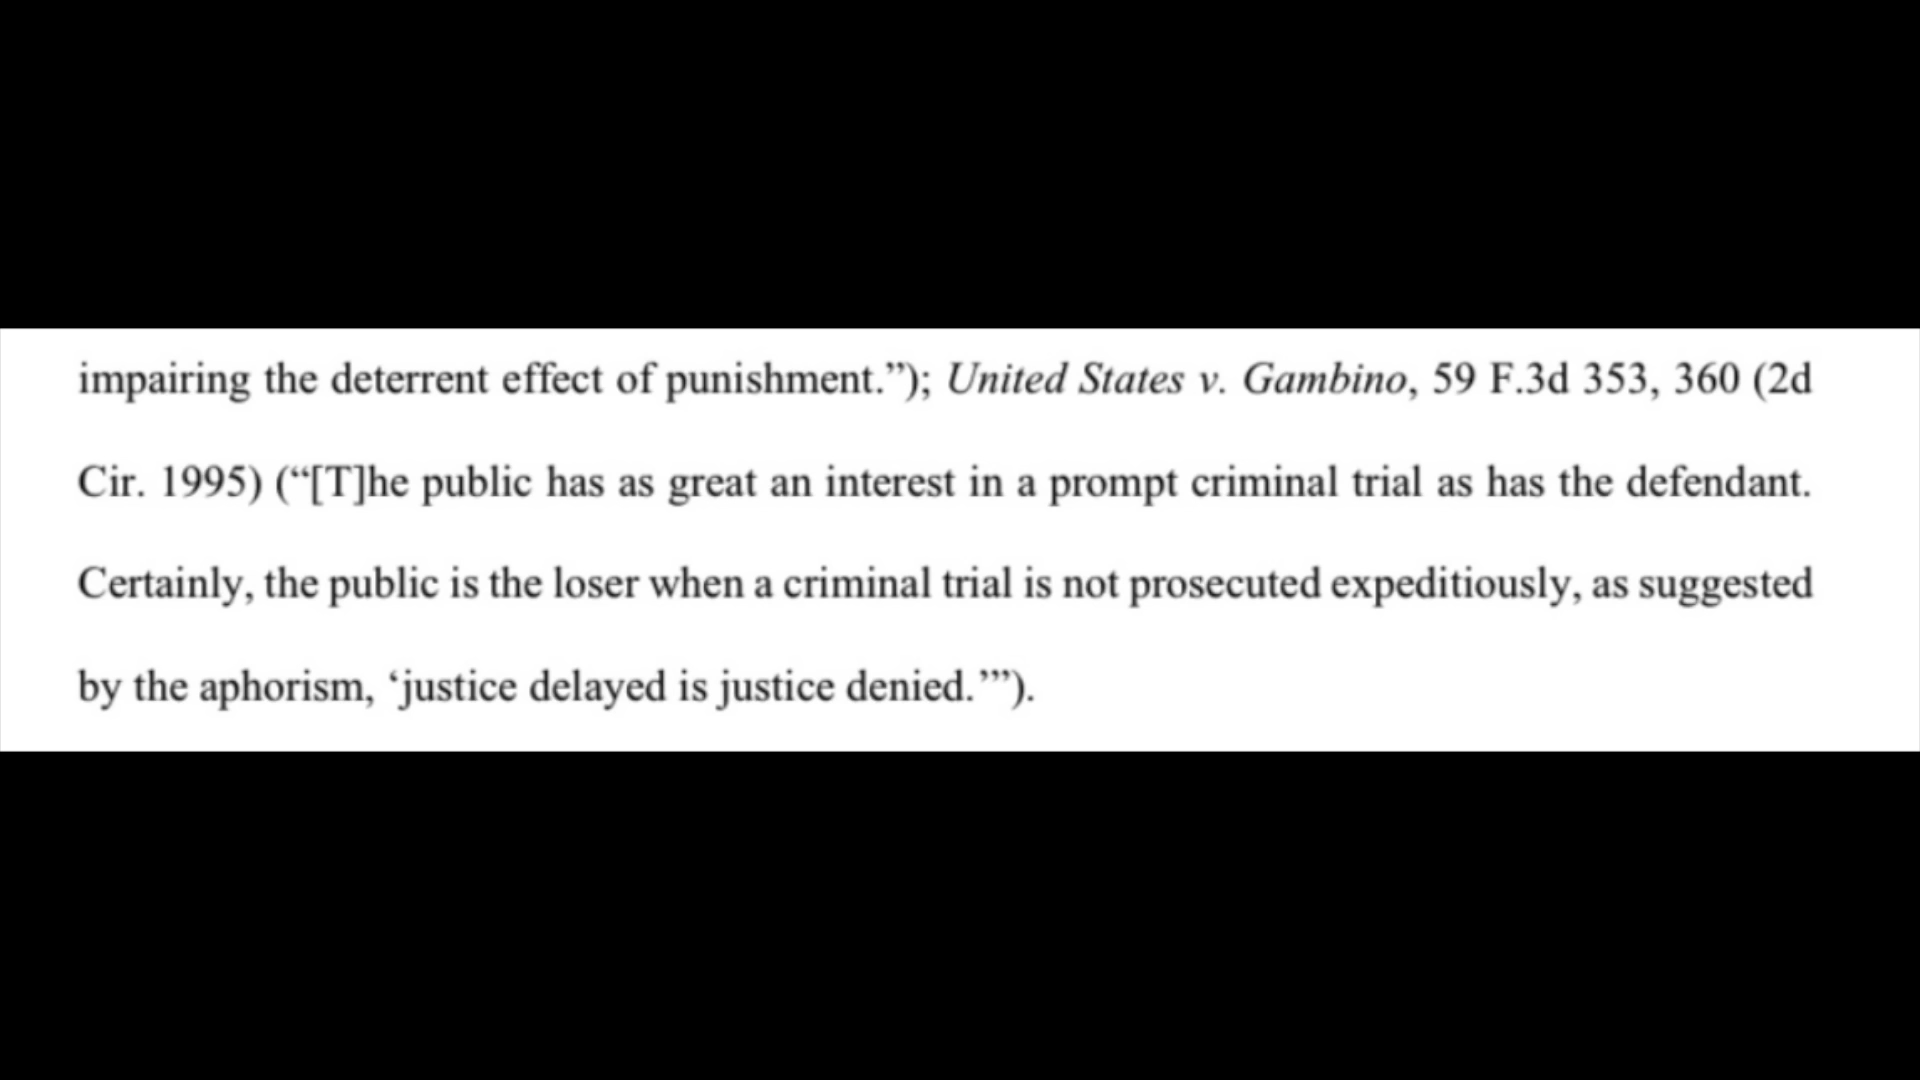 impairing the deterrent effect of punishment.”); United States v. Gambino, 59 F.3d 353, 360 (2d
Cir. 1995) (“[T]he public has as great an interest in a prompt criminal trial as has the defendant.
Certainly, the public is the loser when a criminal trial is not prosecuted expeditiously, as suggested
by the aphorism, ‘justice delayed is justice denied.’”).